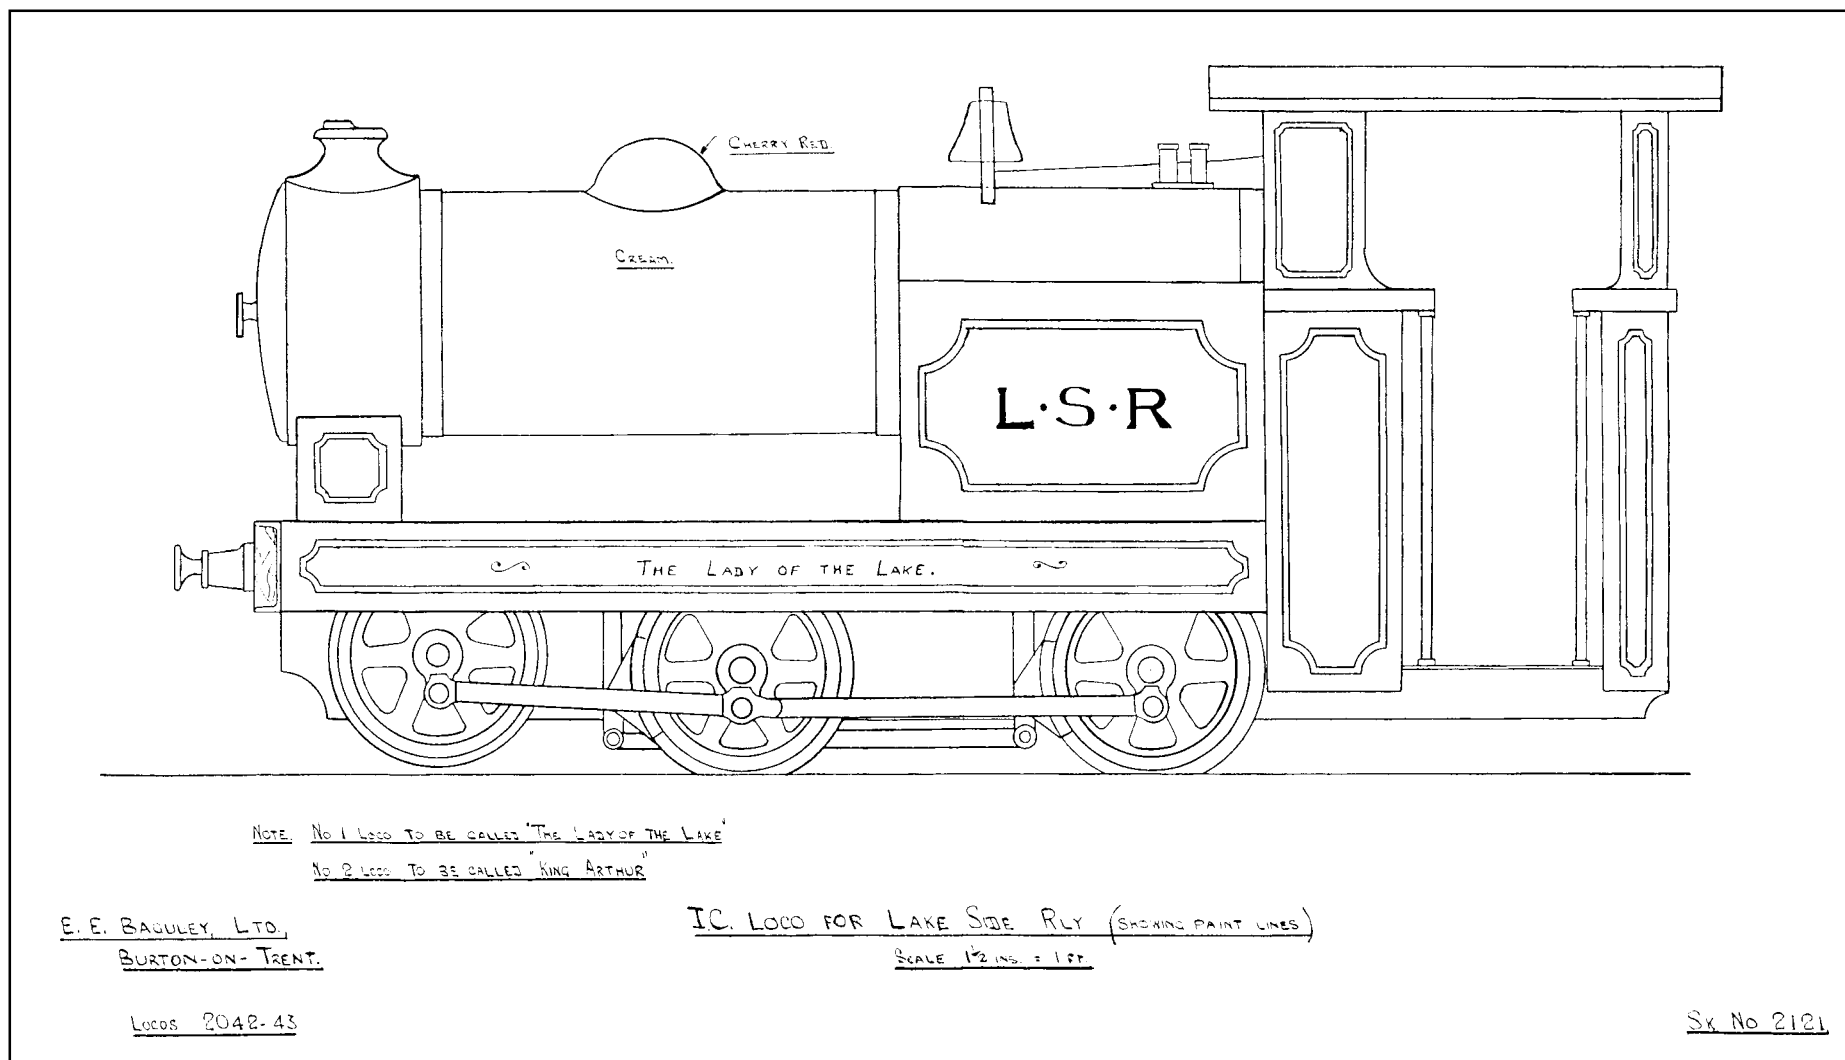 CHERRY RED.
CREAM.
L·S·R
THE LADY OF THE LAKE.
NOTE. No 1 LOCO TO BE CALLED "THE LADY OF THE LAKE"
No 2 LOCO TO BE CALLED "KING ARTHUR"
E. E. BAGULEY, LTD.,
BURTON-ON-TRENT.
I.C. LOCO FOR LAKE SIDE RLY (SHOWING PAINT LINES)
SCALE 1½ INS. = 1 FT.
LOCOS 2042-43
SK No 2121